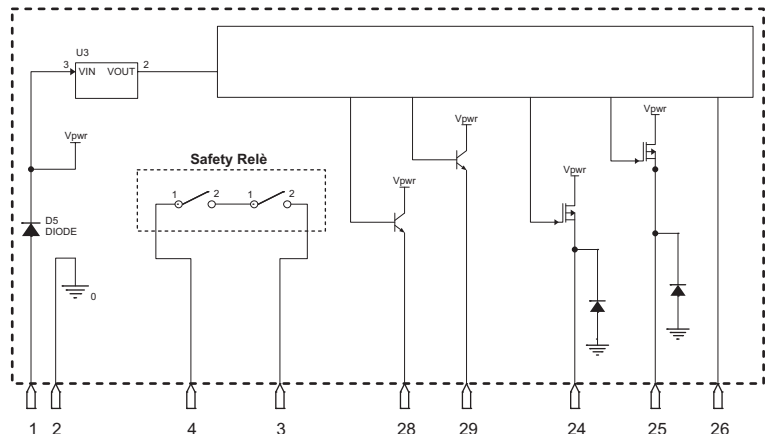 U3
3 VIN VOUT 2
Vpwr
Vpwr
Vpwr
Safety Relè
1 2 1 2
Vpwr
Vpwr
D5
DIODE
0
1 2 4 3 28 29 24 25 26